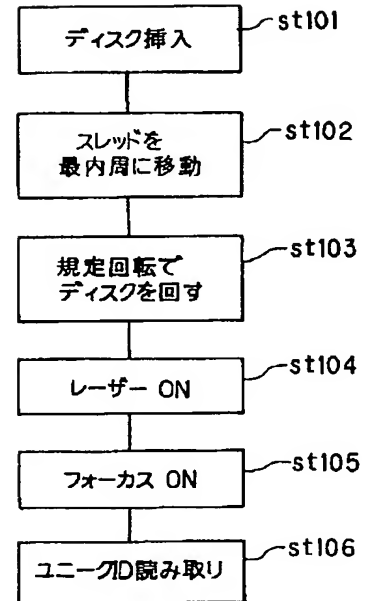 ディスク挿入
st101
スレッドを
最内周に移動
st102
規定回転で
ディスクを回す
st103
レーザー ON
st104
フォーカス ON
st105
ユニークID読み取り
st106